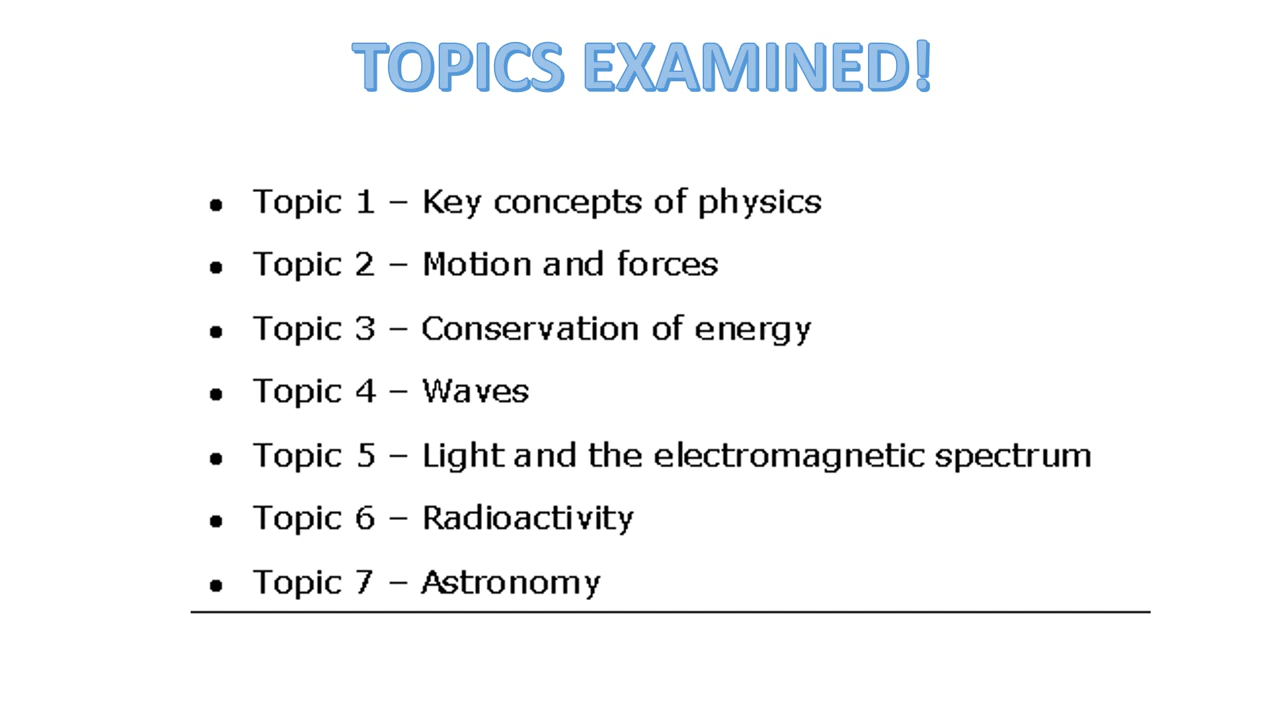 TOPICS EXAMINED!
• Topic 1 – Key concepts of physics
• Topic 2 – Motion and forces
• Topic 3 – Conservation of energy
• Topic 4 – Waves
• Topic 5 – Light and the electromagnetic spectrum
• Topic 6 – Radioactivity
• Topic 7 – Astronomy